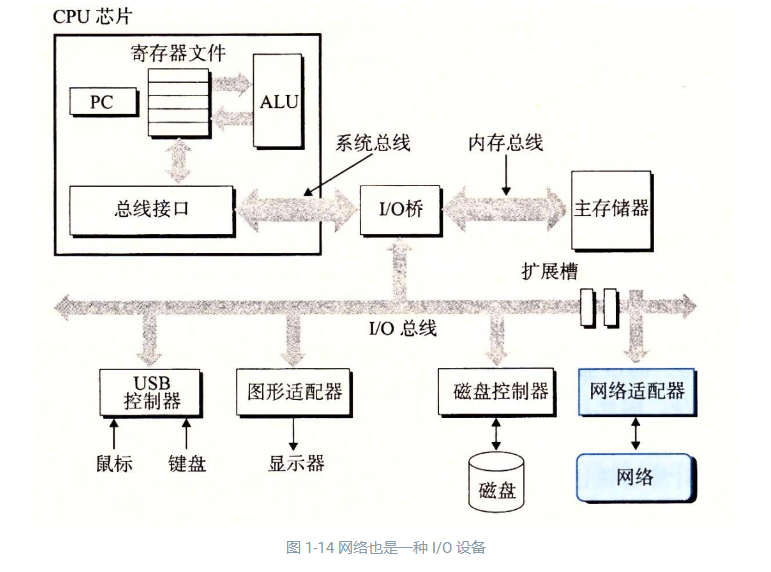 CPU 芯片
寄存器文件
PC
ALU
系统总线
内存总线
总线接口
I/O桥
主存储器
扩展槽
I/O 总线
USB
控制器
图形适配器
磁盘控制器
网络适配器
鼠标
键盘
显示器
磁盘
网络
图 1-14 网络也是一种 I/O 设备